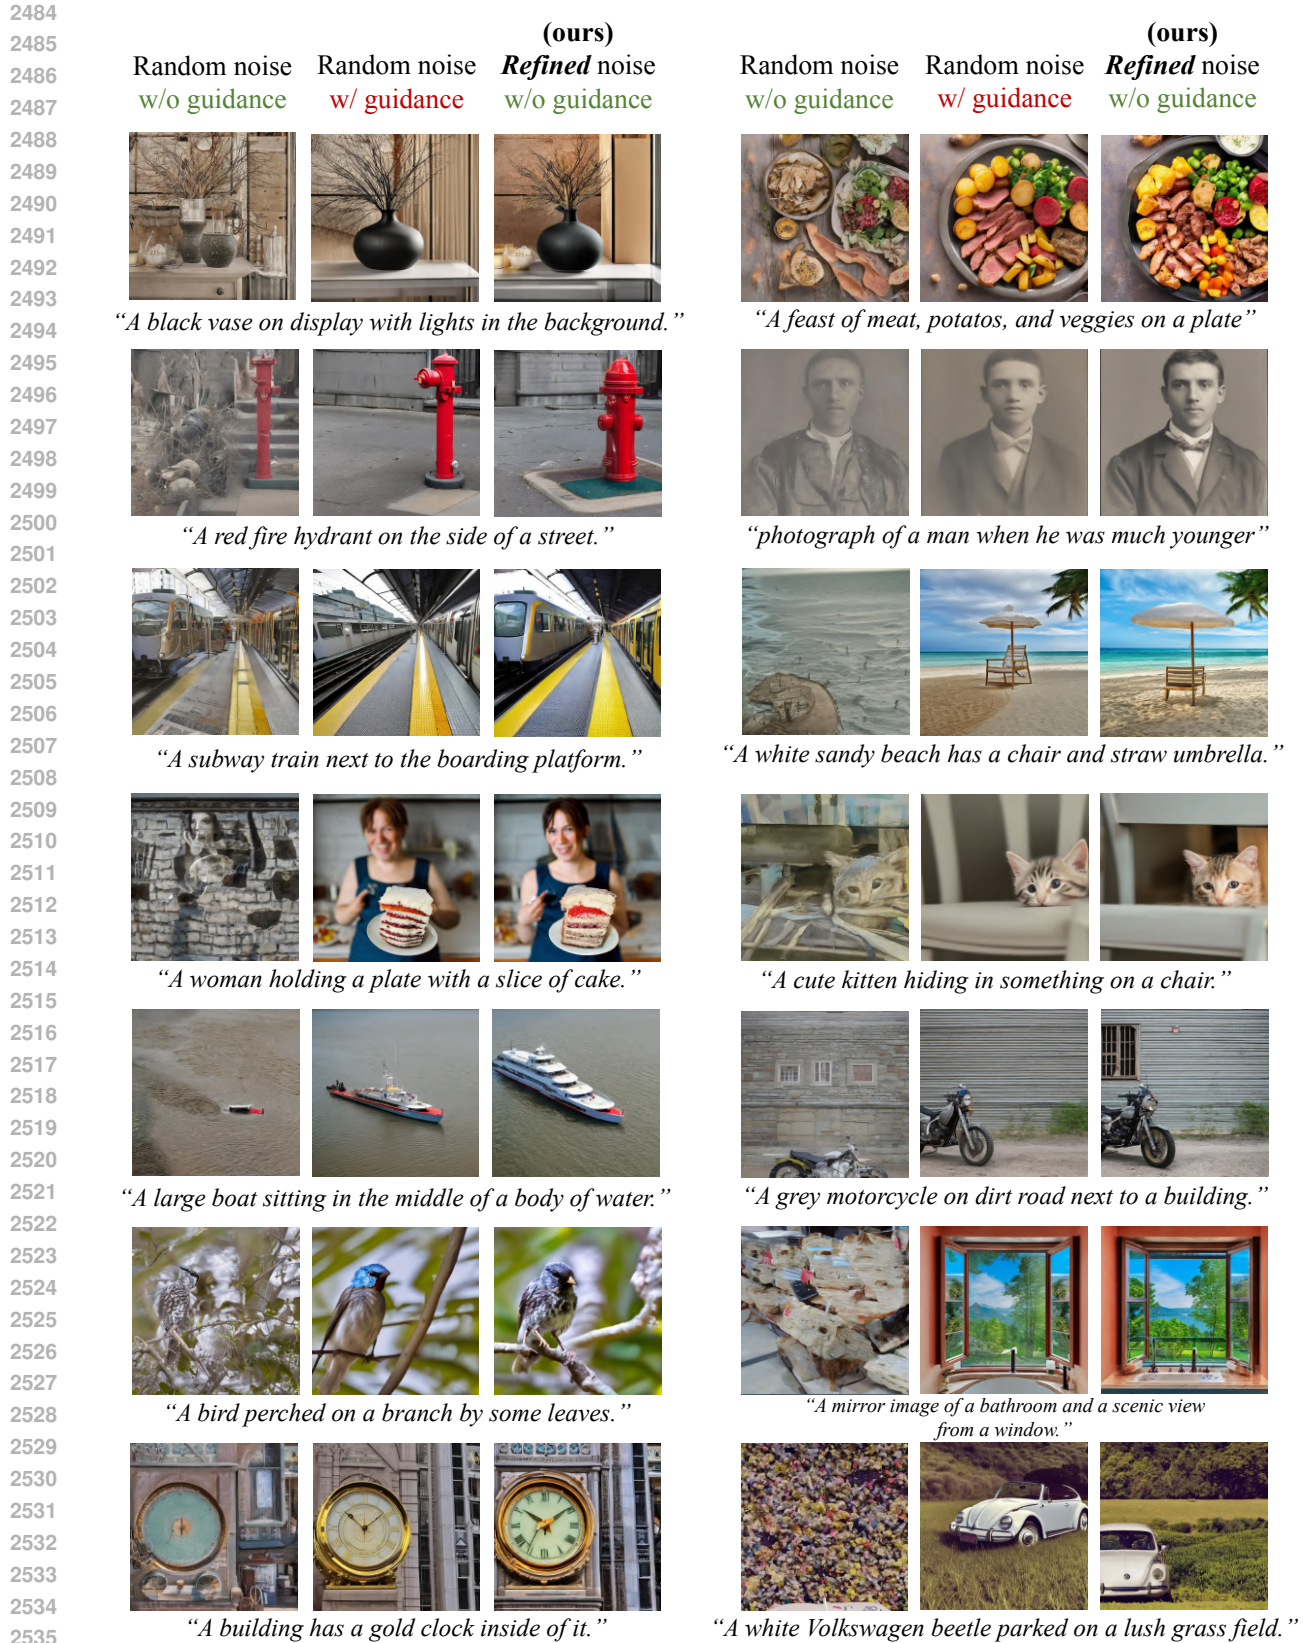 2484
2485
2486
2487
2488
2489
2490
2491
2492
2493
2494
2495
2496
2497
2498
2499
2500
2501
2502
2503
2504
2505
2506
2507
2508
2509
2510
2511
2512
2513
2514
2515
2516
2517
2518
2519
2520
2521
2522
2523
2524
2525
2526
2527
2528
2529
2530
2531
2532
2533
2534
2535
(ours)
Random noise Random noise Refined noise
w/o guidance w/ guidance w/o guidance
“A black vase on display with lights in the background.”
“A red fire hydrant on the side of a street.”
“A subway train next to the boarding platform.”
“A woman holding a plate with a slice of cake.”
“A large boat sitting in the middle of a body of water.”
“A bird perched on a branch by some leaves.”
“A building has a gold clock inside of it.”
(ours)
Random noise Random noise Refined noise
w/o guidance w/ guidance w/o guidance
“A feast of meat, potatos, and veggies on a plate”
“photograph of a man when he was much younger”
“A white sandy beach has a chair and straw umbrella.”
“A cute kitten hiding in something on a chair.”
“A grey motorcycle on dirt road next to a building.”
“A mirror image of a bathroom and a scenic view
from a window.”
“A white Volkswagen beetle parked on a lush grass field.”